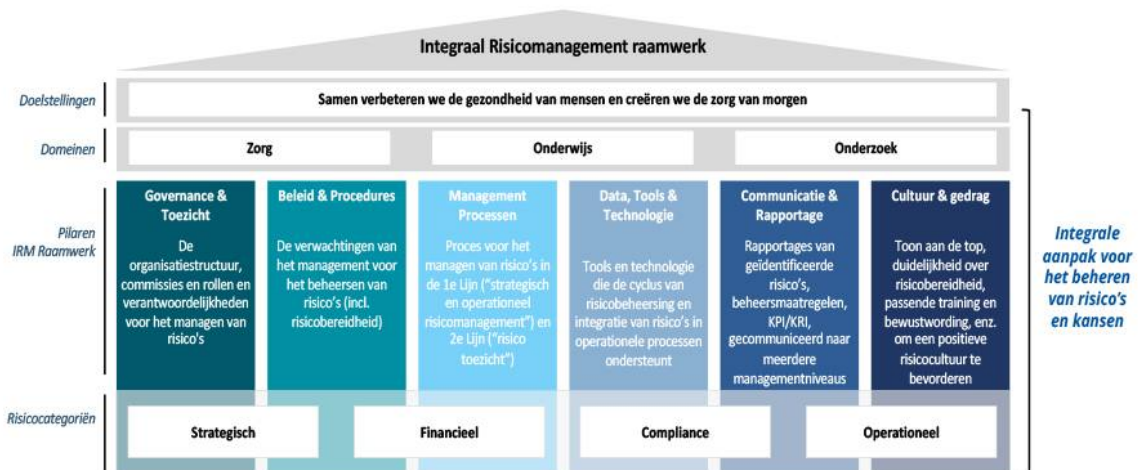 Integraal Risicomanagement raamwerk
Doelstellingen
Samen verbeteren we de gezondheid van mensen en creëren we de zorg van morgen
Domeinen
Zorg
Onderwijs
Onderzoek
Pilaren
IRM Raamwerk
Governance &
Toezicht
De
organisatiestructuur,
commissies en rollen en
verantwoordelijkheden
voor het managen van
risico's
Beleid & Procedures
De verwachtingen van
het management voor
het beheersen van
risico's (incl.
risicobereidheid)
Management
Processen
Proces voor het
managen van risico's in
de 1e Lijn ("strategisch
en operationeel
risicomanagement") en
2e Lijn ("risico
toezicht")
Data, Tools &
Technologie
Tools en technologie
die de cyclus van
risicobeheersing en
integratie van risico's in
operationele processen
ondersteunt
Communicatie &
Rapportage
Rapportages van
geïdentificeerde
risico's,
beheersmaatregelen,
KPI/KRI,
gecommuniceerd naar
meerdere
managementniveaus
Cultuur & gedrag
Toon aan de top,
duidelijkheid over
risicobereidheid,
passende training en
bewustwording, enz.
om een positieve
risicocultuur te
bevorderen
Integrale
aanpak voor
het beheren
van risico's
en kansen
Risicocategoriën
Strategisch
Financieel
Compliance
Operationeel